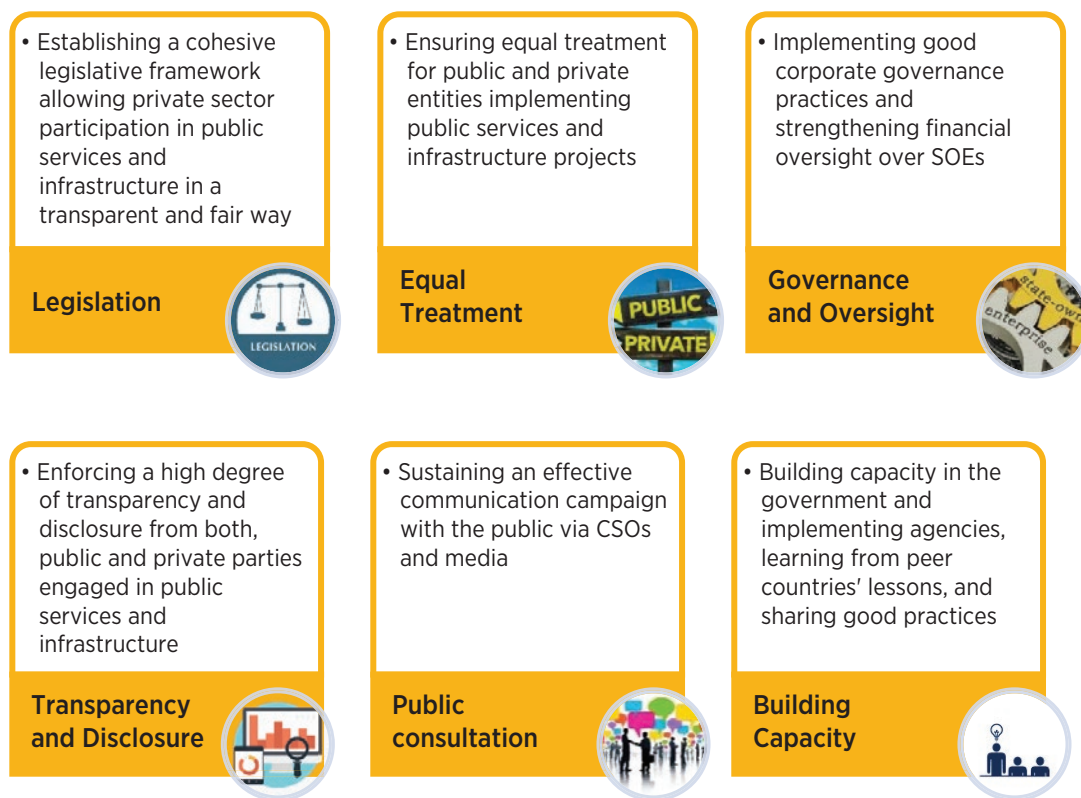 • Establishing a cohesive
legislative framework
allowing private sector
participation in public
services and
infrastructure in a
transparent and fair way
Legislation
LEGISLATION
• Ensuring equal treatment
for public and private
entities implementing
public services and
infrastructure projects
Equal
Treatment
PUBLIC
PRIVATE
• Implementing good
corporate governance
practices and
strengthening financial
oversight over SOEs
Governance
and Oversight
state-own
enterprise
• Enforcing a high degree
of transparency and
disclosure from both,
public and private parties
engaged in public
services and
infrastructure
Transparency
and Disclosure
• Sustaining an effective
communication campaign
with the public via CSOs
and media
Public
consultation
• Building capacity in the
government and
implementing agencies,
learning from peer
countries' lessons, and
sharing good practices
Building
Capacity